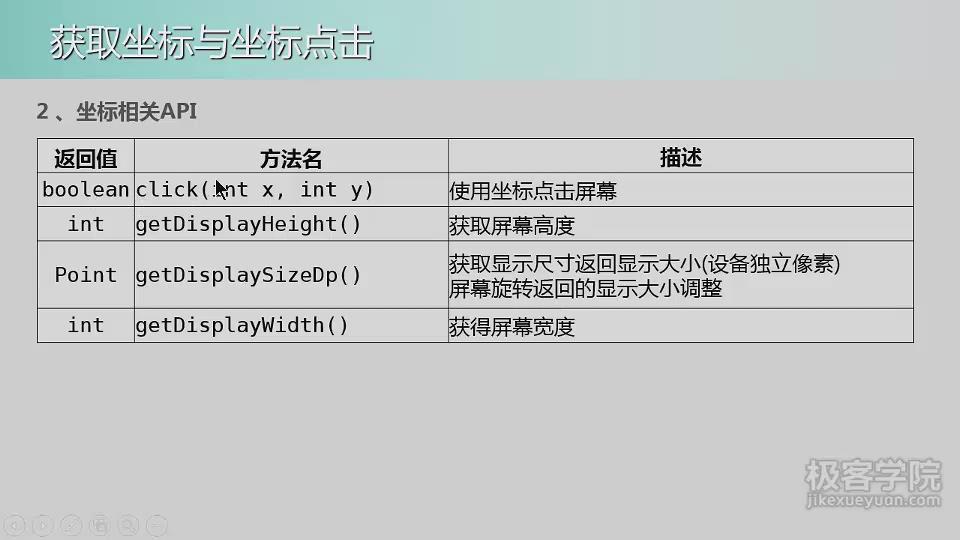 获取坐标与坐标点击
2 、坐标相关API
返回值 方法名 描述
boolean click(int x, int y) 使用坐标点击屏幕
int getDisplayHeight() 获取屏幕高度
Point getDisplaySizeDp() 获取显示尺寸返回显示大小(设备独立像素)
屏幕旋转返回的显示大小调整
int getDisplayWidth() 获得屏幕宽度
极客学院
jikexueyuan.com